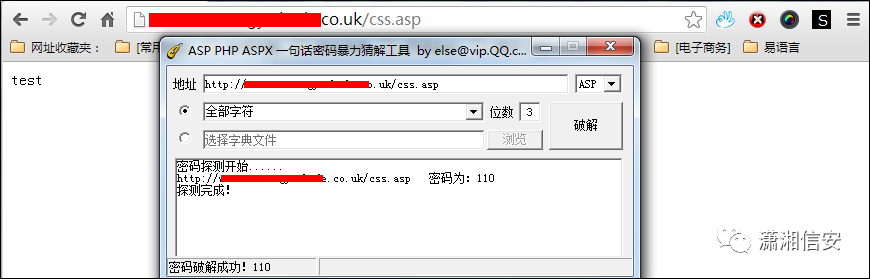 co.uk/css.asp
网址收藏夹：
[常用
[电子商务]
易语言
S
test
ASP PHP ASPX 一句话密码暴力猜解工具 by else@vip.QQ.c...
地址
http://
o.uk/css.asp
ASP
全部字符
位数
3
破解
选择字典文件
浏览
密码探测开始......
http://
e.co.uk/css.asp 密码为：110
探测完成！
密码破解成功！110
潇湘信安